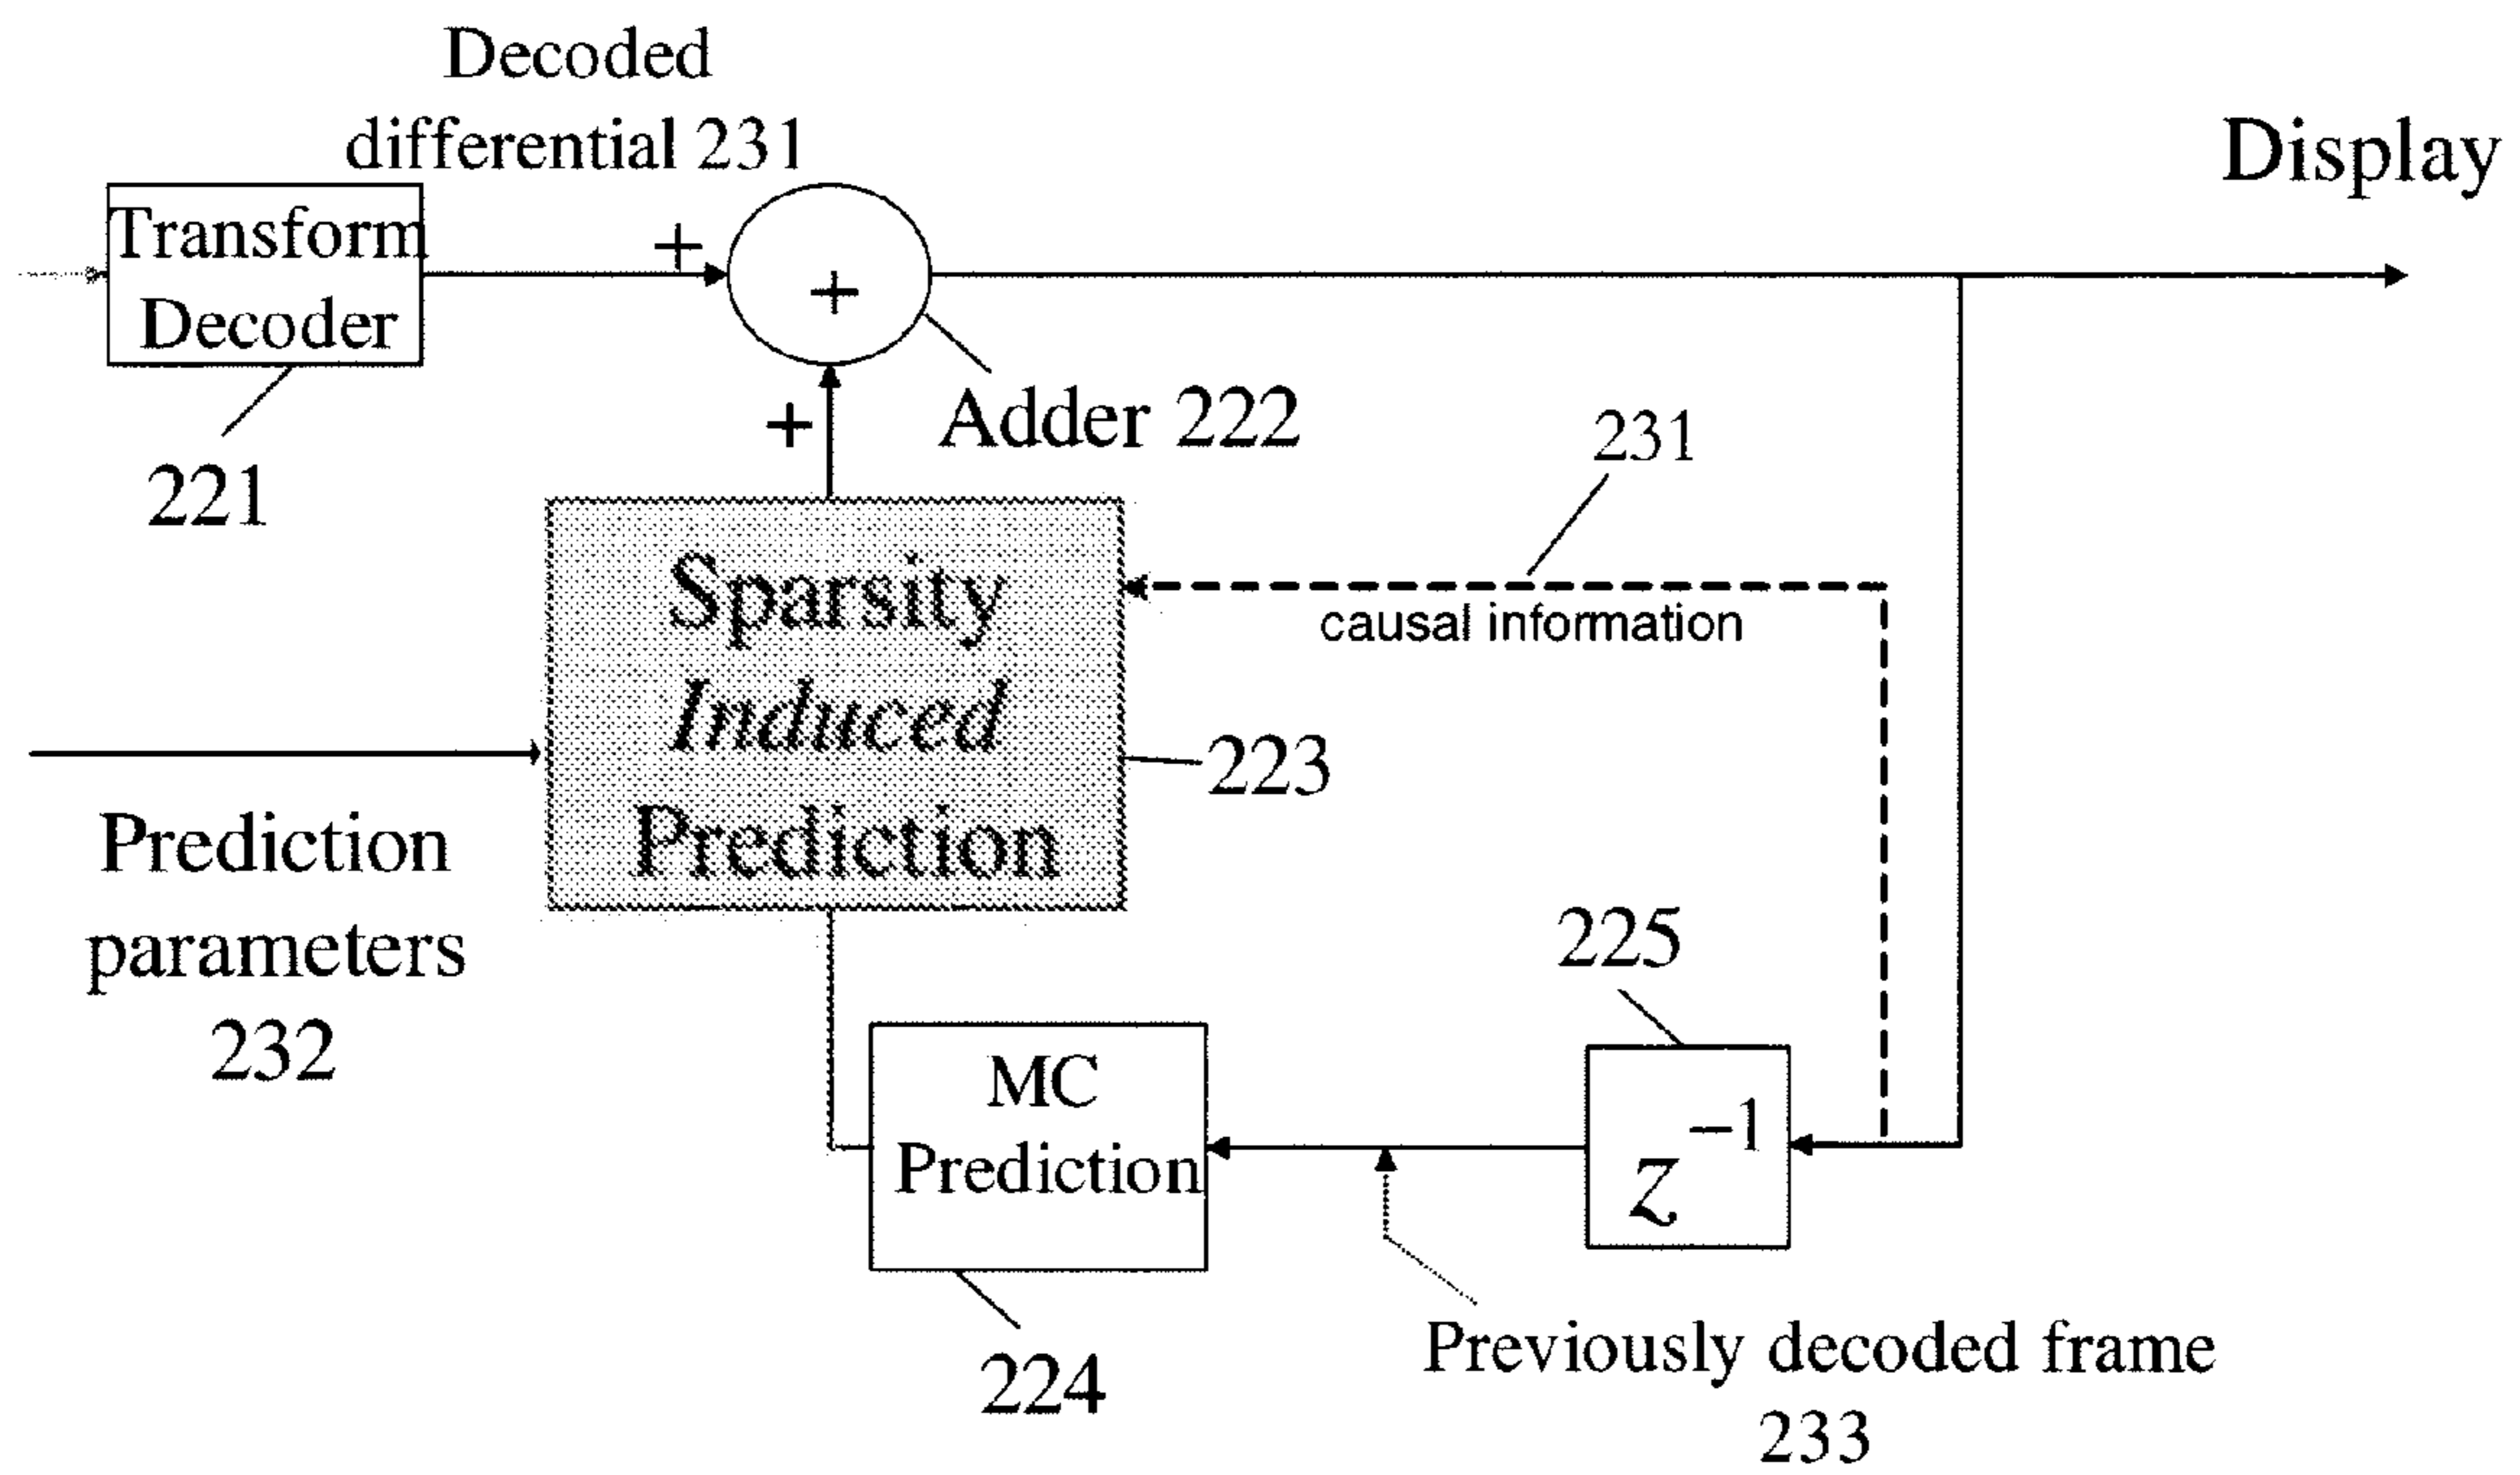 Decoded
differential 231
Display
Transform
Decoder
+
+
+
Adder 222
221
231
Sparsity
Induced
Prediction
causal information
223
Prediction
parameters
232
225
MC
Prediction
z⁻¹
224
Previously decoded frame
233